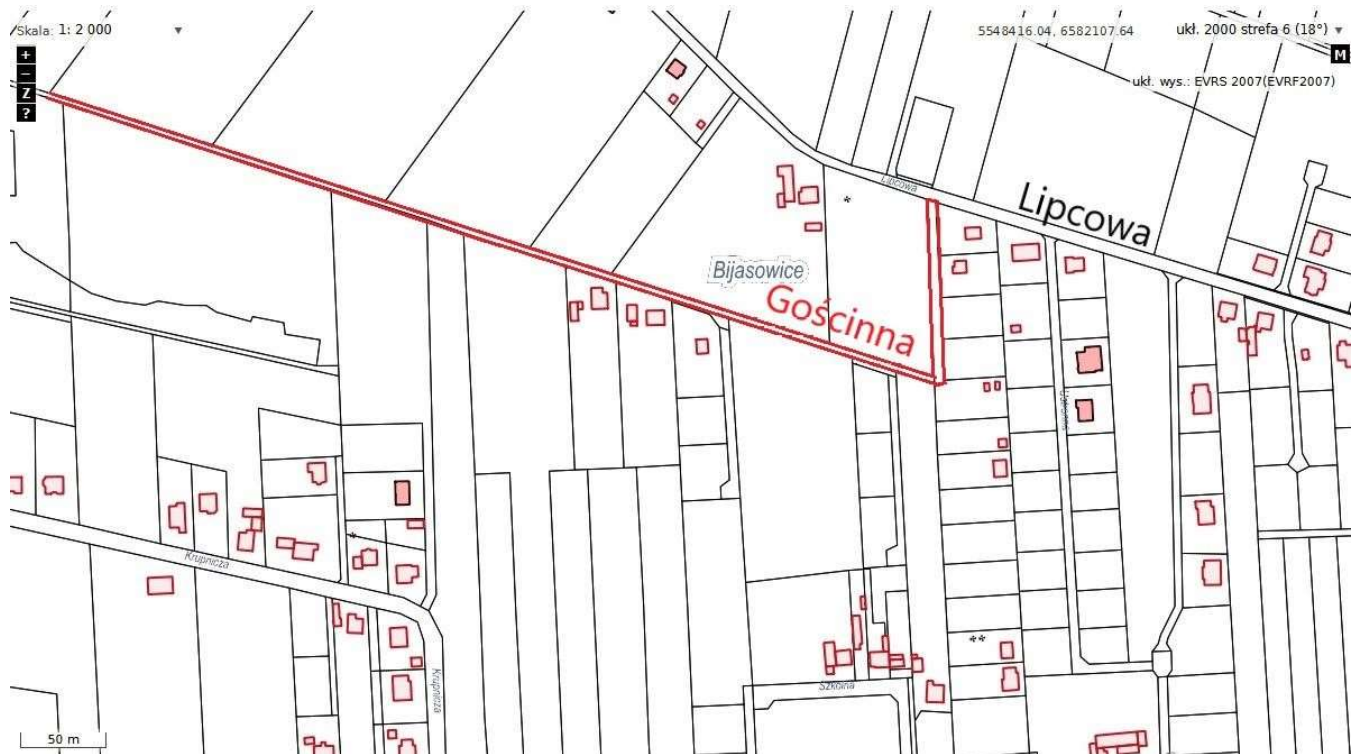 Skala: 1: 2 000
5548416.04, 6582107.64
ukł. 2000 strefa 6 (18°)
M
ukł. wys.: EVRS 2007(EVRF2007)
+
−
Z
?
Lipcowa
Lipcowa
Bijasowice
Gościnna
Krupnicza
Krupnicza
Szkolna
50 m